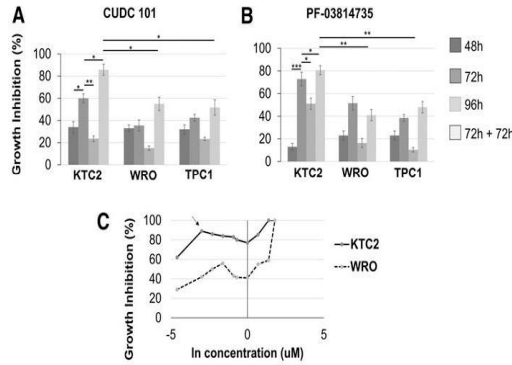 A
CUDC 101
Growth Inhibition (%)
100
80
60
40
20
0
*
**
*
*
*
KTC2
WRO
TPC1
B
PF-03814735
100
80
60
40
20
0
***
*
*
**
**
KTC2
WRO
TPC1
48h
72h
96h
72h + 72h
C
Growth Inhibition (%)
100
80
60
40
20
0
-5
0
5
ln concentration (uM)
KTC2
WRO